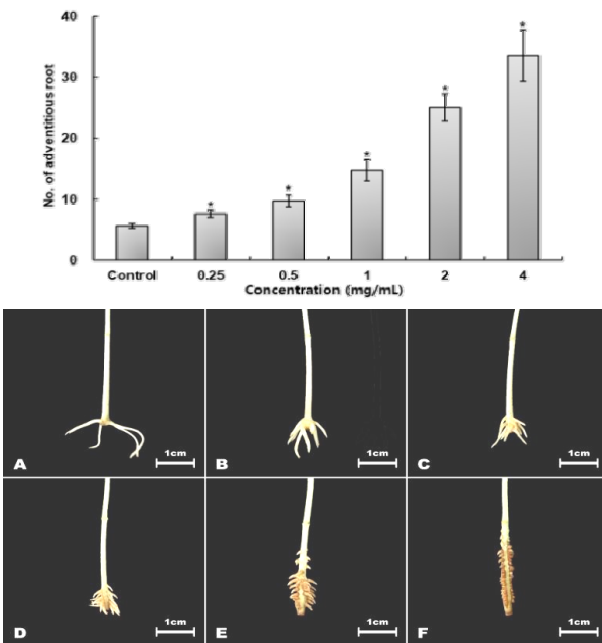 40
30
20
10
0
No. of adventitious root
*
*
*
*
*
Control 0.25 0.5 1 2 4
Concentration (mg/mL)
A 1cm
B 1cm
C 1cm
D 1cm
E 1cm
F 1cm